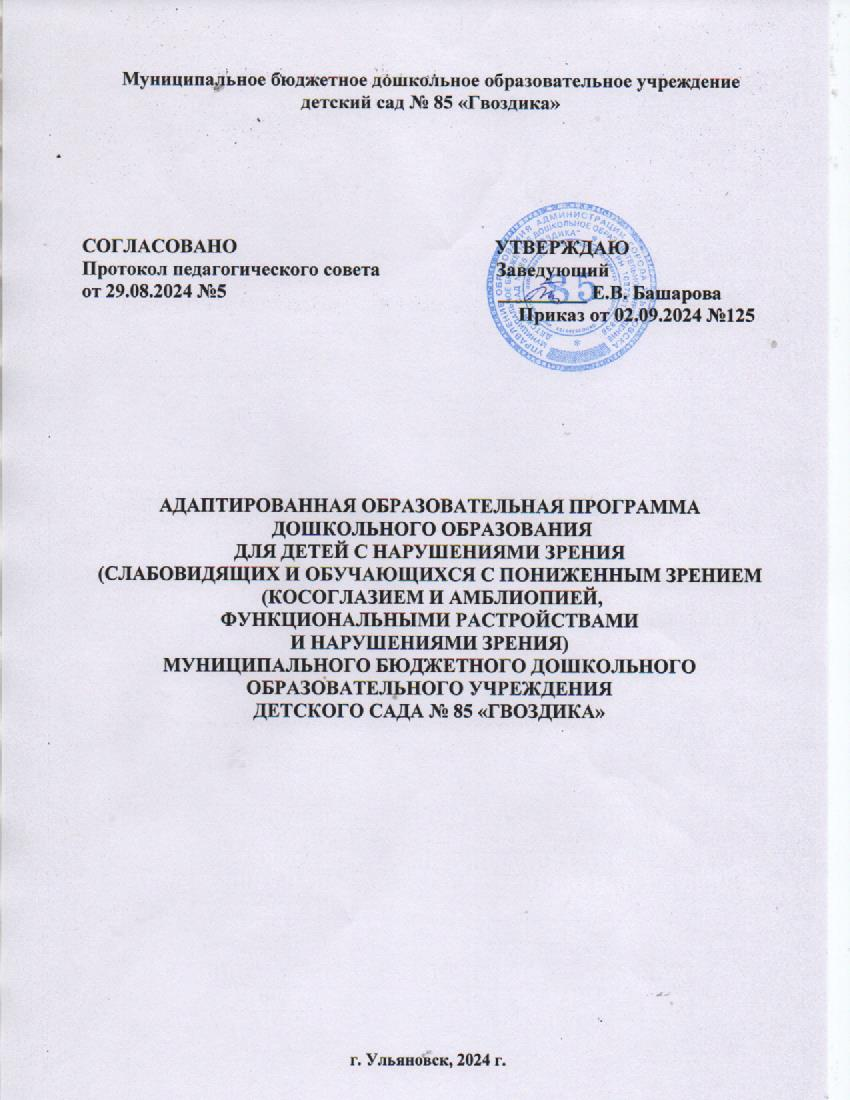 Муниципальное бюджетное дошкольное образовательное учреждение
детский сад № 85 «Гвоздика»
СОГЛАСОВАНО
Протокол педагогического совета
от 29.08.2024 №5
УТВЕРЖДАЮ
Заведующий
Е.В. Башарова
Приказ от 02.09.2024 №125
85
АДАПТИРОВАННАЯ ОБРАЗОВАТЕЛЬНАЯ ПРОГРАММА
ДОШКОЛЬНОГО ОБРАЗОВАНИЯ
ДЛЯ ДЕТЕЙ С НАРУШЕНИЯМИ ЗРЕНИЯ
(СЛАБОВИДЯЩИХ И ОБУЧАЮЩИХСЯ С ПОНИЖЕННЫМ ЗРЕНИЕМ
(КОСОГЛАЗИЕМ И АМБЛИОПИЕЙ,
ФУНКЦИОНАЛЬНЫМИ РАСТРОЙСТВАМИ
И НАРУШЕНИЯМИ ЗРЕНИЯ)
МУНИЦИПАЛЬНОГО БЮДЖЕТНОГО ДОШКОЛЬНОГО
ОБРАЗОВАТЕЛЬНОГО УЧРЕЖДЕНИЯ
ДЕТСКОГО САДА № 85 «ГВОЗДИКА»
г. Ульяновск, 2024 г.